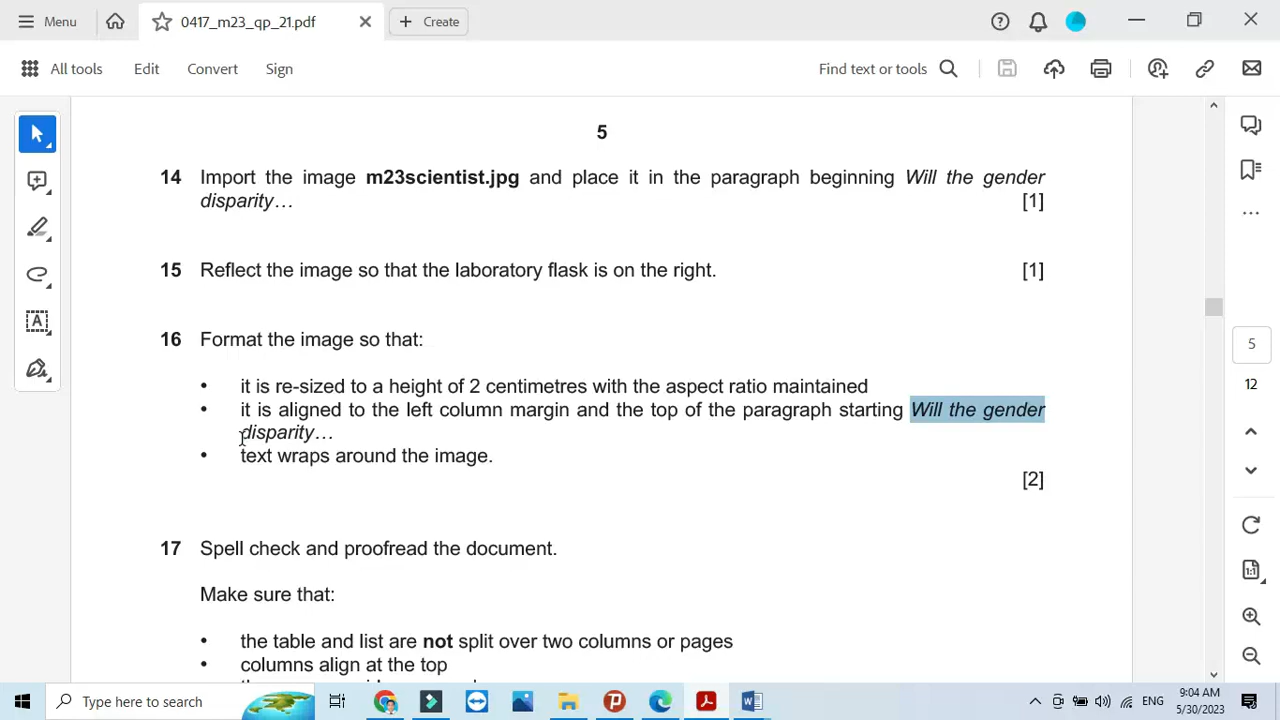 Menu
0417_m23_qp_21.pdf
Create
All tools
Edit
Convert
Sign
Find text or tools
5
14 Import the image m23scientist.jpg and place it in the paragraph beginning Will the gender
disparity… [1]
15 Reflect the image so that the laboratory flask is on the right. [1]
16 Format the image so that:
• it is re-sized to a height of 2 centimetres with the aspect ratio maintained
• it is aligned to the left column margin and the top of the paragraph starting Will the gender
disparity…
• text wraps around the image.
[2]
17 Spell check and proofread the document.
Make sure that:
• the table and list are not split over two columns or pages
• columns align at the top
5
12
1:1
Type here to search
ENG
9:04 AM
5/30/2023